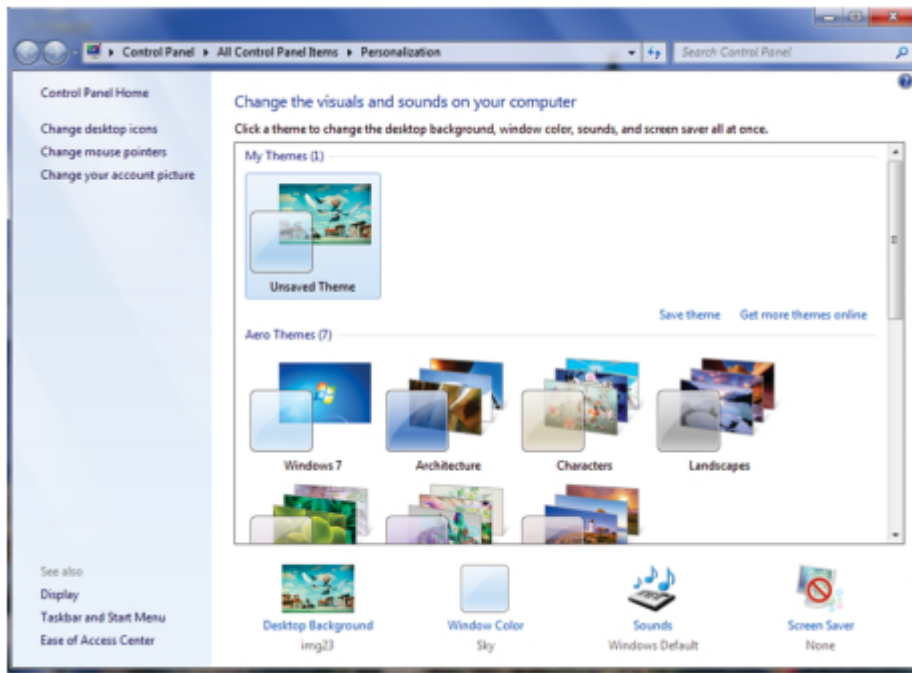 Control Panel ▸ All Control Panel Items ▸ Personalization
Search Control Panel
Control Panel Home
Change desktop icons
Change mouse pointers
Change your account picture
Change the visuals and sounds on your computer
Click a theme to change the desktop background, window color, sounds, and screen saver all at once.
My Themes (1)
Unsaved Theme
Save theme Get more themes online
Aero Themes (7)
Windows 7 Architecture Characters Landscapes
See also
Display
Taskbar and Start Menu
Ease of Access Center
Desktop Background Window Color Sounds Screen Saver
img23 Sky Windows Default None